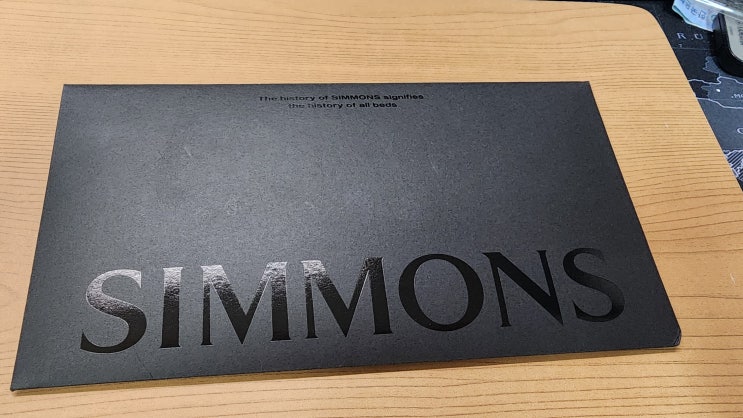 The history of SIMMONS signifies
the history of all beds
SIMMONS